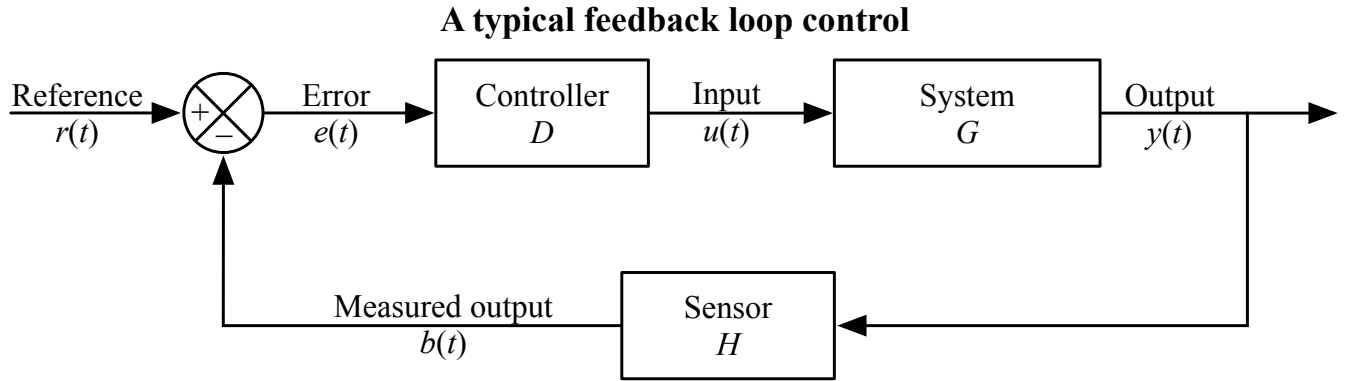 A typical feedback loop control
Reference
r(t)
+
−
Error
e(t)
Controller
D
Input
u(t)
System
G
Output
y(t)
Measured output
b(t)
Sensor
H